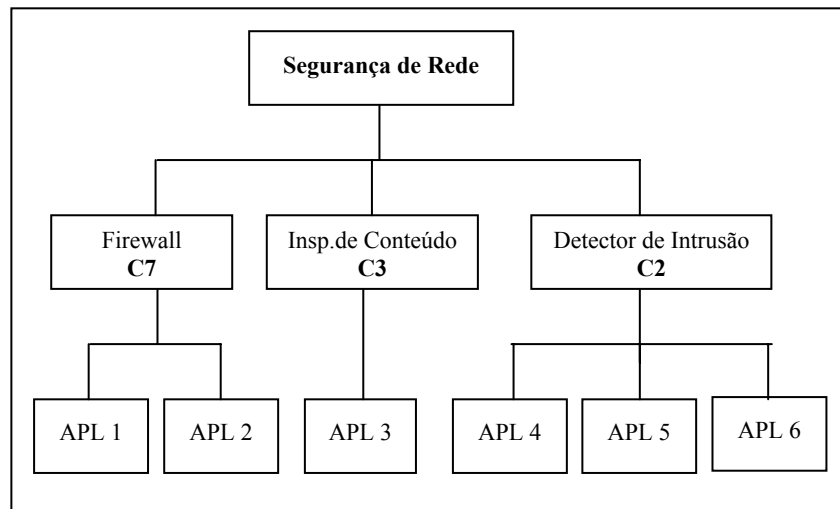 Segurança de Rede
Firewall
C7
Insp.de Conteúdo
C3
Detector de Intrusão
C2
APL 1
APL 2
APL 3
APL 4
APL 5
APL 6